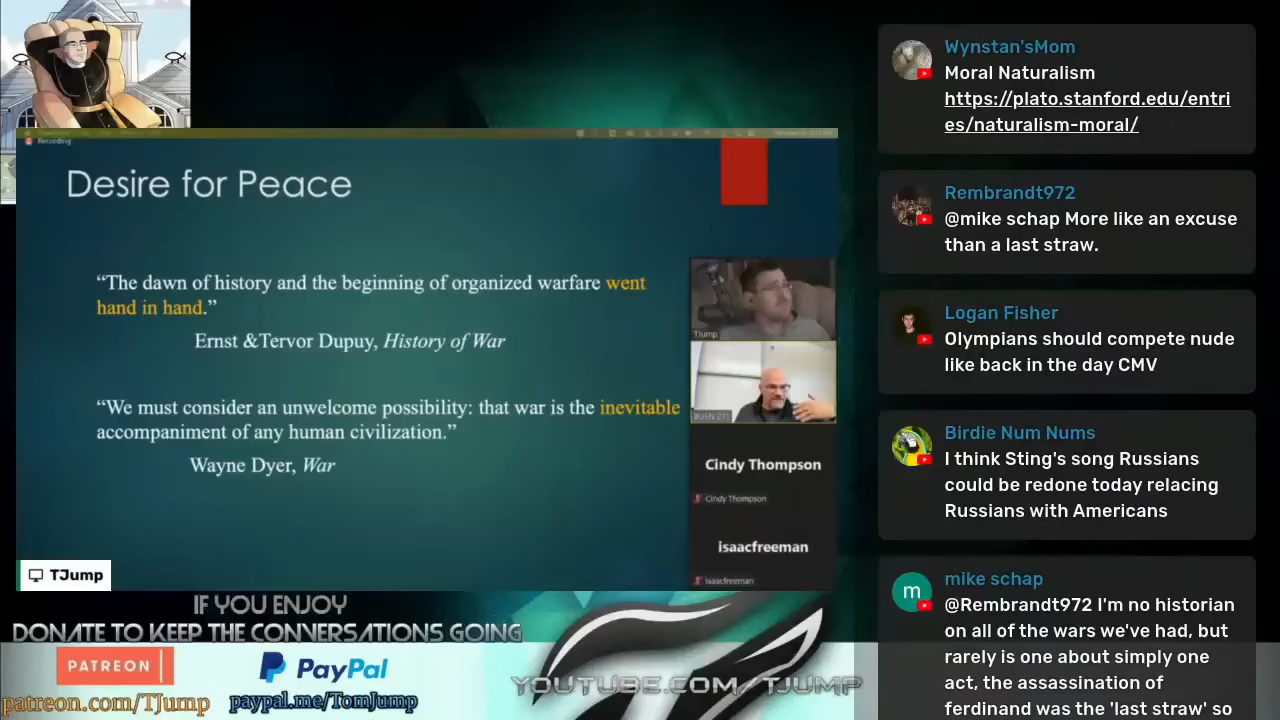 Recording
Desire for Peace
“The dawn of history and the beginning of organized warfare went
hand in hand.”
Ernst &Tervor Dupuy, History of War
“We must consider an unwelcome possibility: that war is the inevitable
accompaniment of any human civilization.”
Wayne Dyer, War
TJump
Cindy Thompson
Cindy Thompson
isaacfreeman
isaacfreeman
TJump
IF YOU ENJOY
DONATE TO KEEP THE CONVERSATIONS GOING
PATREON
PayPal
patreon.com/TJump
paypal.me/TomJump
YOUTUBE.COM/TJUMP
Wynstan'sMom
Moral Naturalism
https://plato.stanford.edu/entri
es/naturalism-moral/
Rembrandt972
@mike schap More like an excuse
than a last straw.
Logan Fisher
Olympians should compete nude
like back in the day CMV
Birdie Num Nums
I think Sting's song Russians
could be redone today relacing
Russians with Americans
m
mike schap
@Rembrandt972 I'm no historian
on all of the wars we've had, but
rarely is one about simply one
act, the assassination of
ferdinand was the 'last straw' so